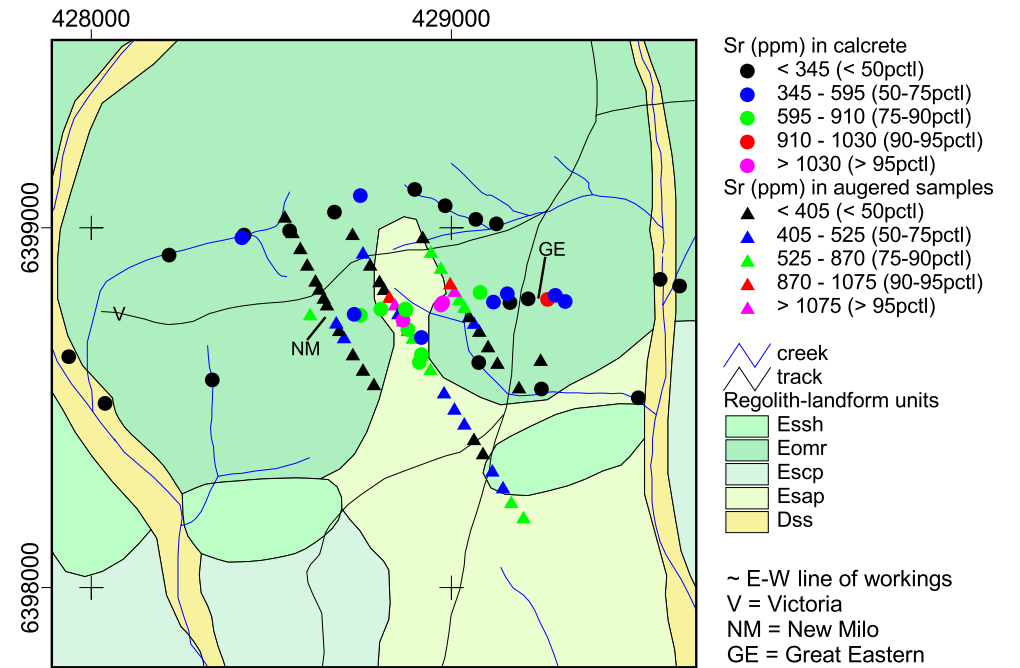 428000 429000
Sr (ppm) in calcrete
< 345 (< 50pctl)
345 - 595 (50-75pctl)
595 - 910 (75-90pctl)
910 - 1030 (90-95pctl)
> 1030 (> 95pctl)
Sr (ppm) in augered samples
< 405 (< 50pctl)
405 - 525 (50-75pctl)
525 - 870 (75-90pctl)
870 - 1075 (90-95pctl)
> 1075 (> 95pctl)
creek
track
Regolith-landform units
Essh
Eomr
Escp
Esap
Dss
~ E-W line of workings
V = Victoria
NM = New Milo
GE = Great Eastern
6399000
6398000
GE
V
NM